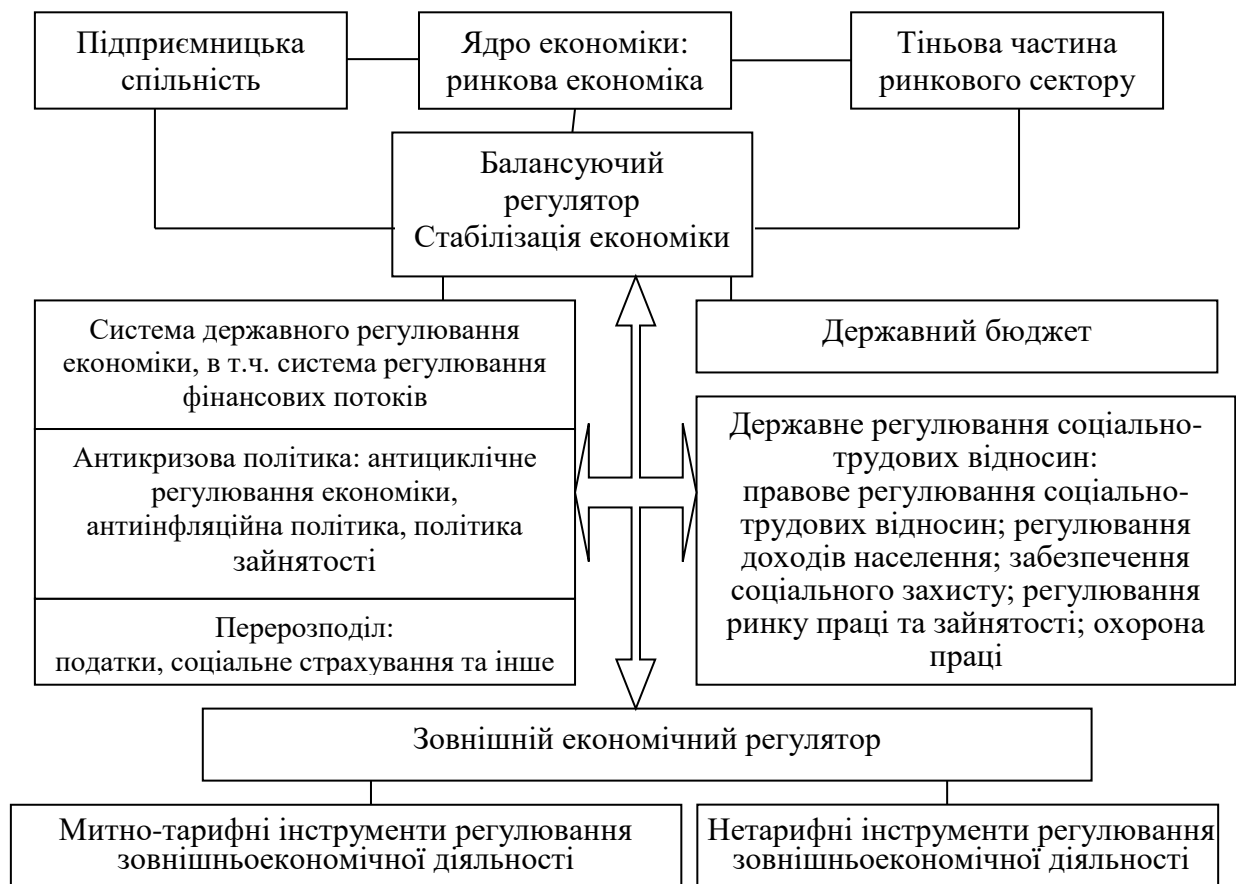 Підприємницька
спільність
Ядро економіки:
ринкова економіка
Тіньова частина
ринкового сектору
Балансуючий
регулятор
Стабілізація економіки
Система державного регулювання
економіки, в т.ч. система регулювання
фінансових потоків
Державний бюджет
Антикризова політика: антициклічне
регулювання економіки,
антиінфляційна політика, політика
зайнятості
Перерозподіл:
податки, соціальне страхування та інше
Державне регулювання соціально-
трудових відносин:
правове регулювання соціально-
трудових відносин; регулювання
доходів населення; забезпечення
соціального захисту; регулювання
ринку праці та зайнятості; охорона
праці
Зовнішній економічний регулятор
Митно-тарифні інструменти регулювання
зовнішньоекономічної діяльності
Нетарифні інструменти регулювання
зовнішньоекономічної діяльності